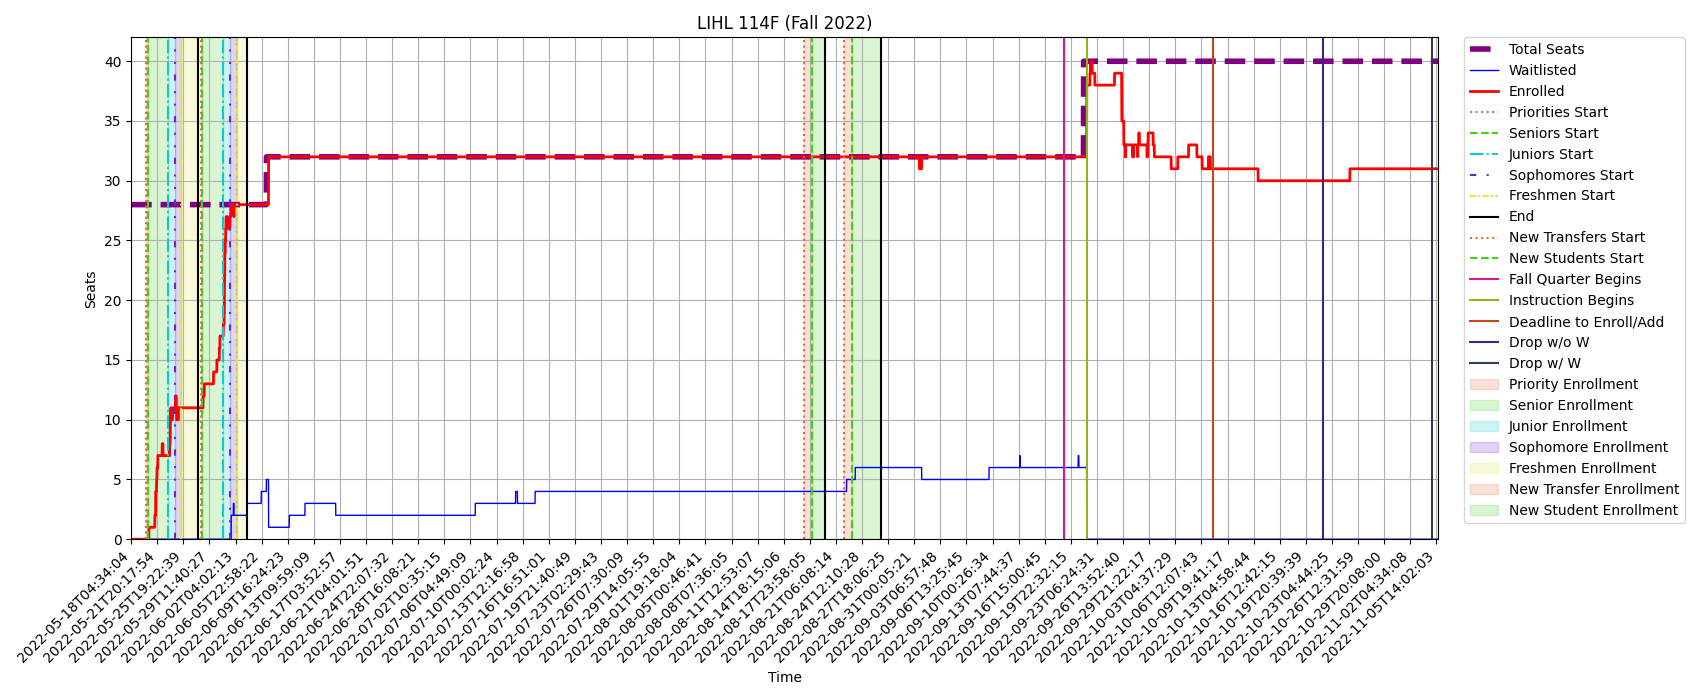 LIHL 114F (Fall 2022)
Seats
40
35
30
25
20
15
10
5
0
2022-05-18T04:34:04
2022-05-21T20:17:54
2022-05-25T19:22:39
2022-05-29T11:40:27
2022-06-02T04:02:13
2022-06-05T22:58:22
2022-06-09T16:24:23
2022-06-13T09:59:09
2022-06-17T03:52:57
2022-06-21T04:01:51
2022-06-24T22:07:32
2022-06-28T16:08:21
2022-07-02T10:35:15
2022-07-06T04:49:09
2022-07-10T00:02:24
2022-07-13T12:16:58
2022-07-16T16:51:01
2022-07-19T21:40:49
2022-07-23T02:29:43
2022-07-26T07:30:09
2022-07-29T14:05:55
2022-08-01T19:18:04
2022-08-05T00:46:41
2022-08-08T07:36:05
2022-08-11T12:53:07
2022-08-14T18:15:06
2022-08-17T23:58:05
2022-08-21T06:08:14
2022-08-24T12:10:28
2022-08-27T18:06:25
2022-08-31T00:05:21
2022-09-03T06:57:48
2022-09-06T13:25:45
2022-09-10T00:26:34
2022-09-13T07:44:37
2022-09-16T15:00:45
2022-09-19T22:32:15
2022-09-23T06:24:31
2022-09-26T13:52:40
2022-09-29T21:22:17
2022-10-03T04:37:29
2022-10-06T12:07:43
2022-10-09T19:41:17
2022-10-13T04:58:44
2022-10-16T12:42:15
2022-10-19T20:39:39
2022-10-23T04:44:25
2022-10-26T12:31:59
2022-10-29T20:08:00
2022-11-02T04:34:08
2022-11-05T14:02:03
Time
Total Seats
Waitlisted
Enrolled
Priorities Start
Seniors Start
Juniors Start
Sophomores Start
Freshmen Start
End
New Transfers Start
New Students Start
Fall Quarter Begins
Instruction Begins
Deadline to Enroll/Add
Drop w/o W
Drop w/ W
Priority Enrollment
Senior Enrollment
Junior Enrollment
Sophomore Enrollment
Freshmen Enrollment
New Transfer Enrollment
New Student Enrollment